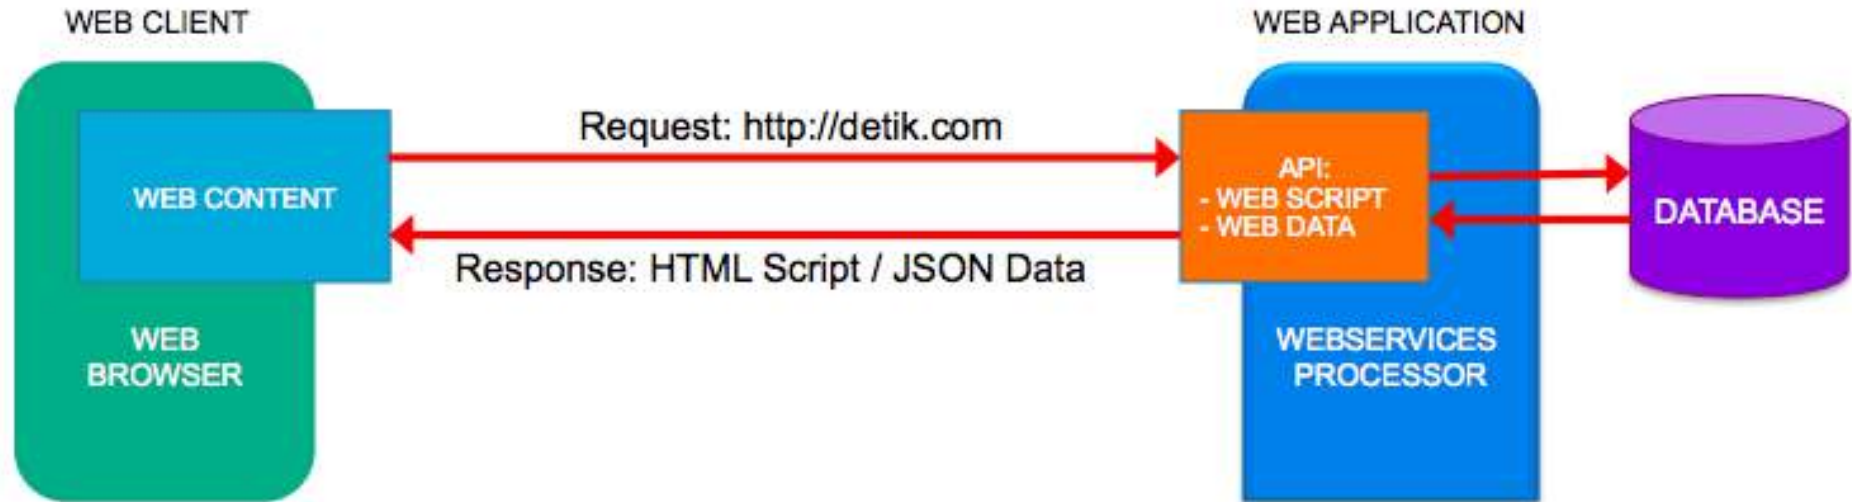 WEB CLIENT
WEB APPLICATION
Request: http://detik.com
WEB CONTENT
API:
- WEB SCRIPT
- WEB DATA
DATABASE
Response: HTML Script / JSON Data
WEB
BROWSER
WEBSERVICES
PROCESSOR